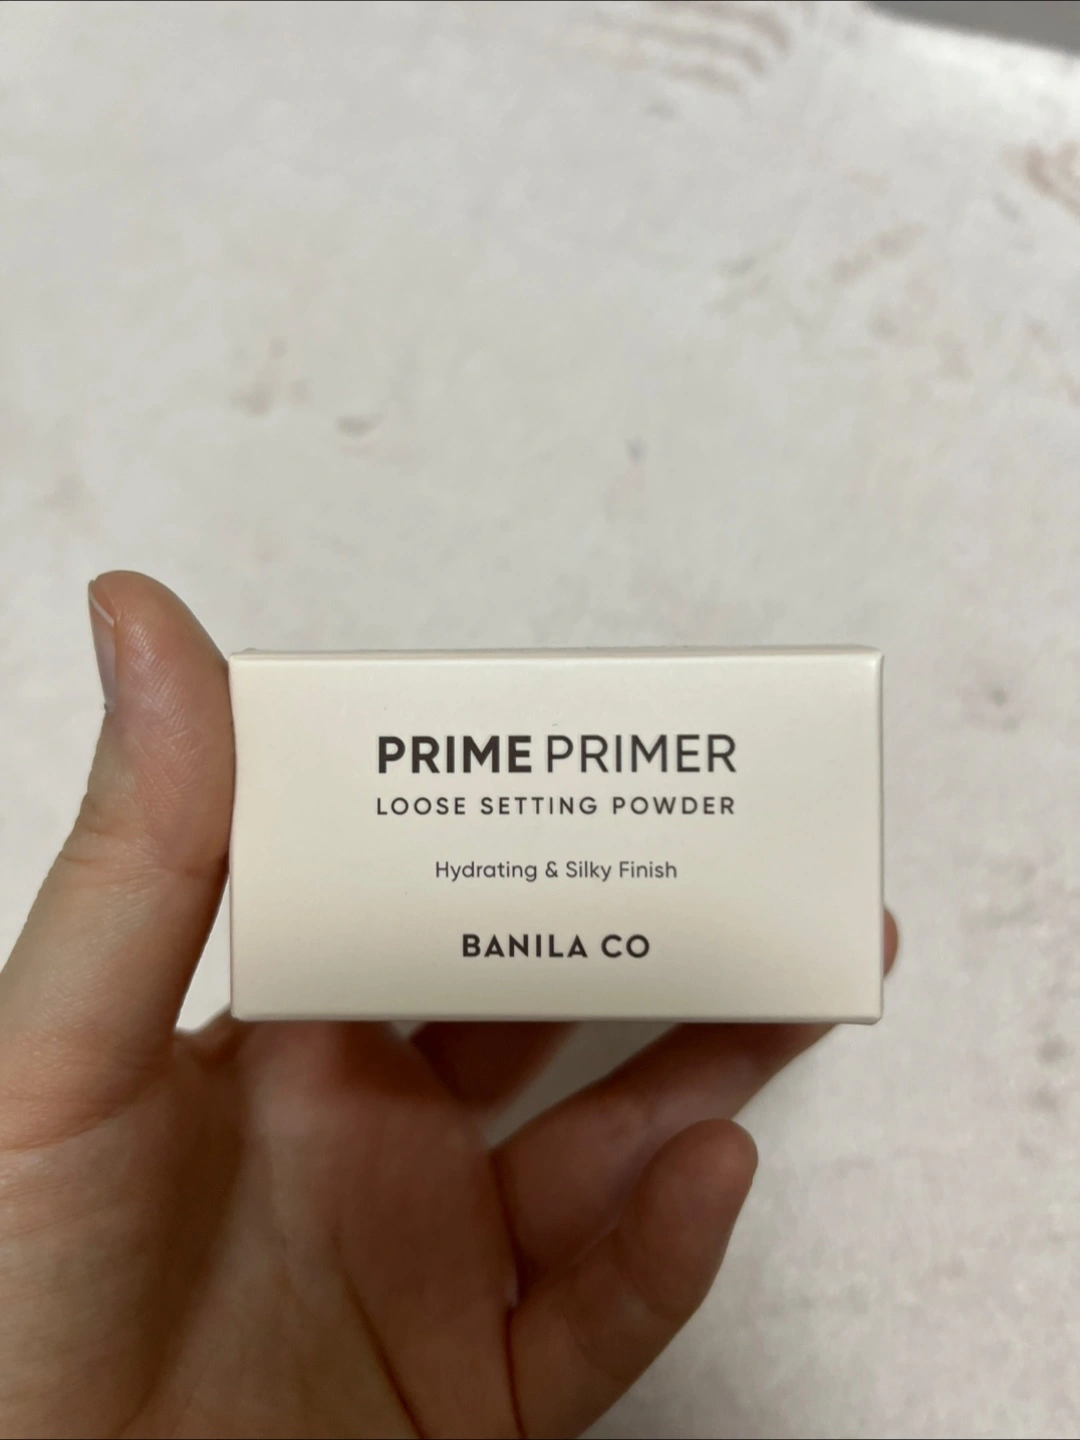 PRIME PRIMER
LOOSE SETTING POWDER
Hydrating & Silky Finish
BANILA CO